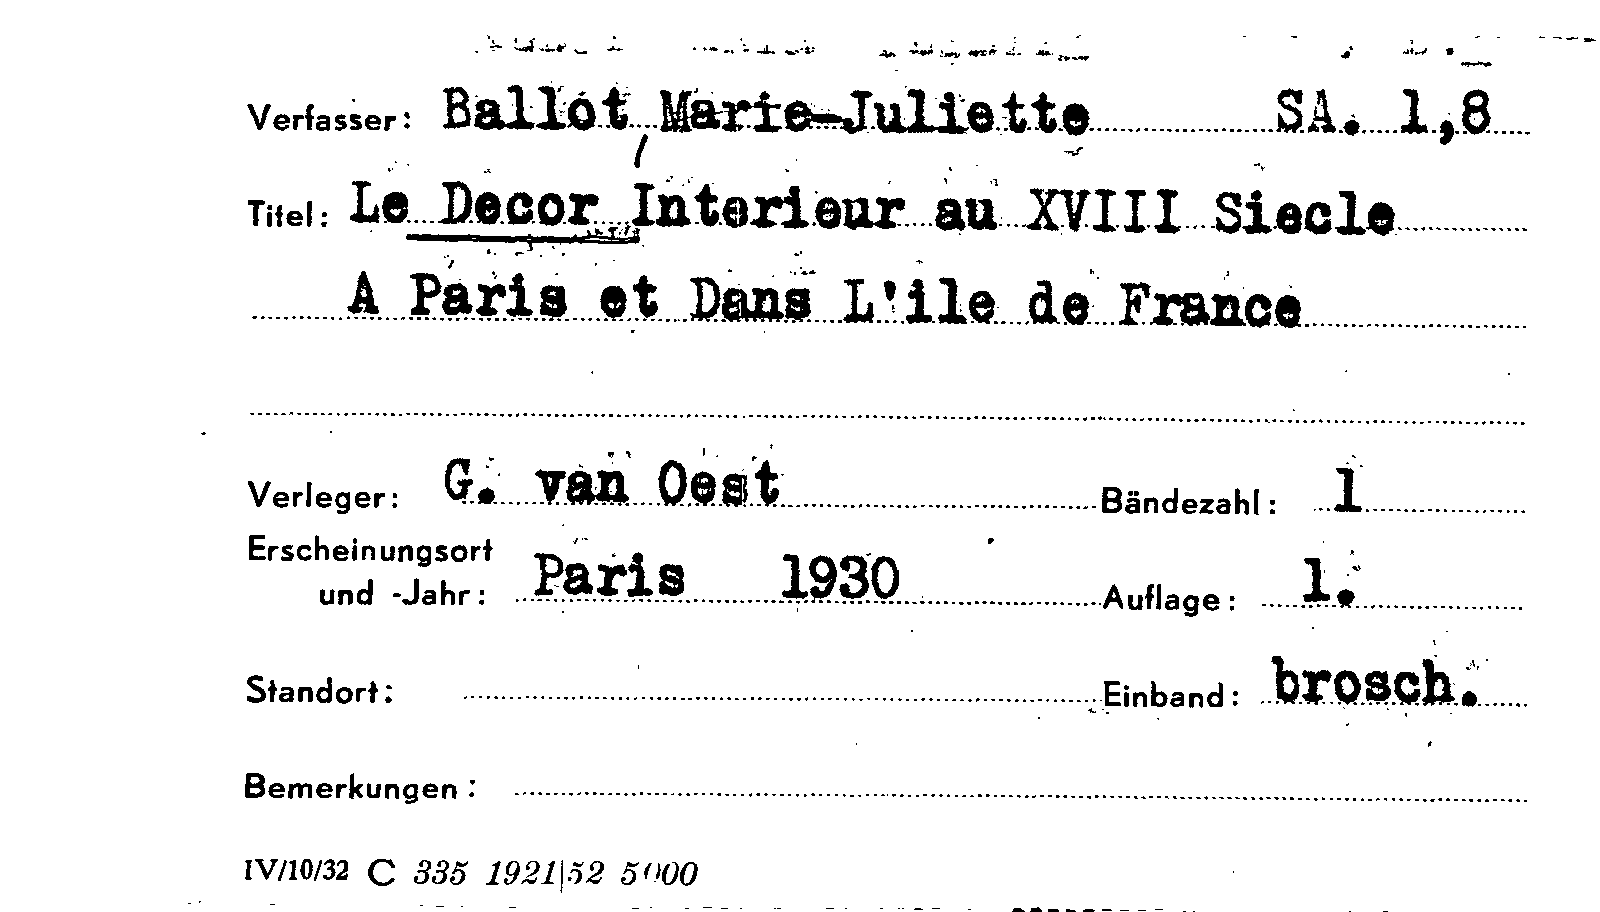 Verfasser: Ballot, Marie-Juliette SA. 1,8
Titel: Le Decor Interieur au XVIII Siecle
A Paris et Dans L'ile de France
Verleger: G. van Oest Bändezahl: 1
Erscheinungsort
und -Jahr: Paris 1930 Auflage: 1.
Standort: Einband: brosch.
Bemerkungen:
IV/10/32 C 335 1921|52 5000